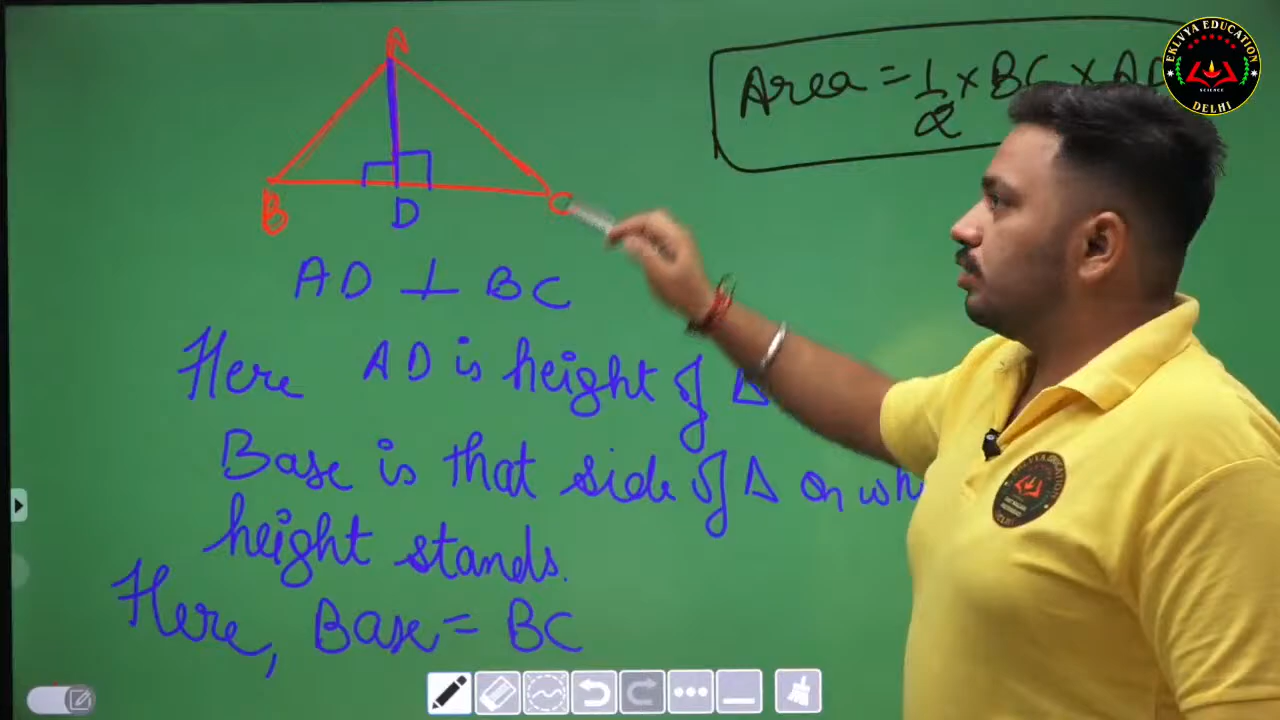 A
Area = 1/2 × BC × AD
EKLVYA EDUCATION
SCIENCE
DELHI
B
D
C
AD ⊥ BC
Here AD is height of Δ
Base is that side of Δ on
height stands.
Here, Base = BC